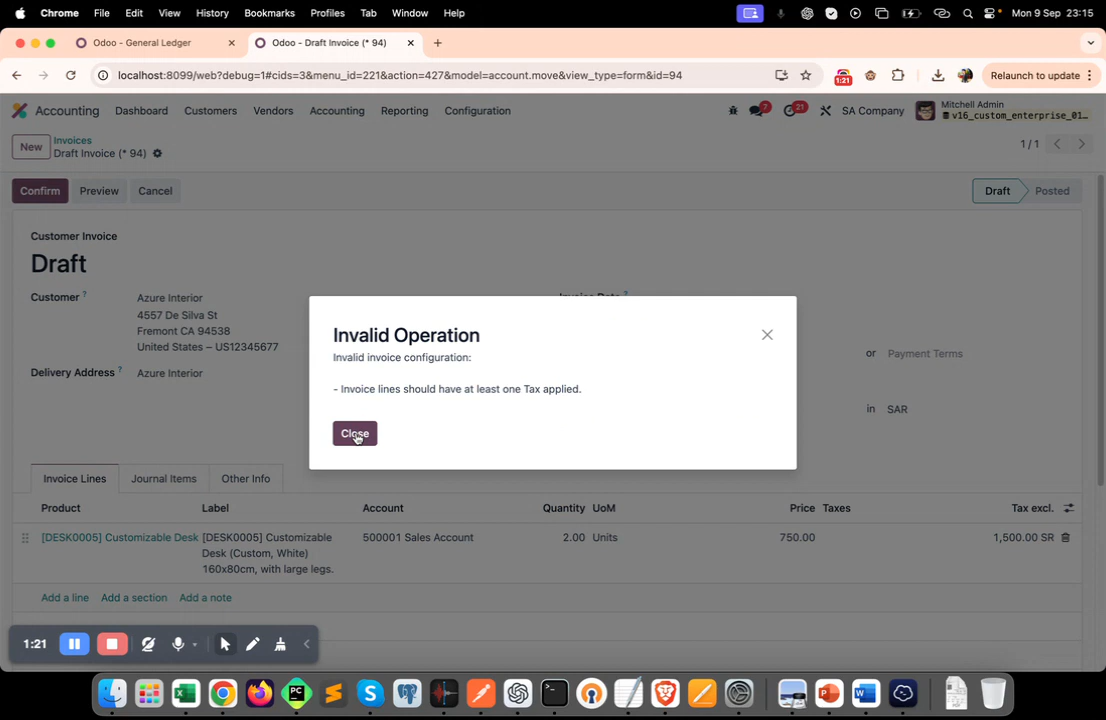 Chrome File Edit View History Bookmarks Profiles Tab Window Help Mon 9 Sep 23:15
Odoo - General Ledger
Odoo - Draft Invoice (* 94)
localhost:8099/web?debug=1#cids=3&menu_id=221&action=427&model=account.move&view_type=form&id=94
1:21
Relaunch to update
Accounting Dashboard Customers Vendors Accounting Reporting Configuration
7 21 SA Company
Mitchell Admin
v16_custom_enterprise_01...
New
Invoices
Draft Invoice (* 94)
1 / 1
Confirm Preview Cancel
Draft Posted
Customer Invoice
Draft
Customer ?
Azure Interior
4557 De Silva St
Fremont CA 94538
United States – US12345677
Delivery Address ?
Azure Interior
or Payment Terms
in SAR
Invalid Operation
Invalid invoice configuration:
- Invoice lines should have at least one Tax applied.
Close
Invoice Lines Journal Items Other Info
Product Label Account Quantity UoM Price Taxes Tax excl.
[DESK0005] Customizable Desk [DESK0005] Customizable 500001 Sales Account 2.00 Units 750.00 1,500.00 SR
Desk (Custom, White)
160x80cm, with large legs.
Add a line Add a section Add a note
1:21